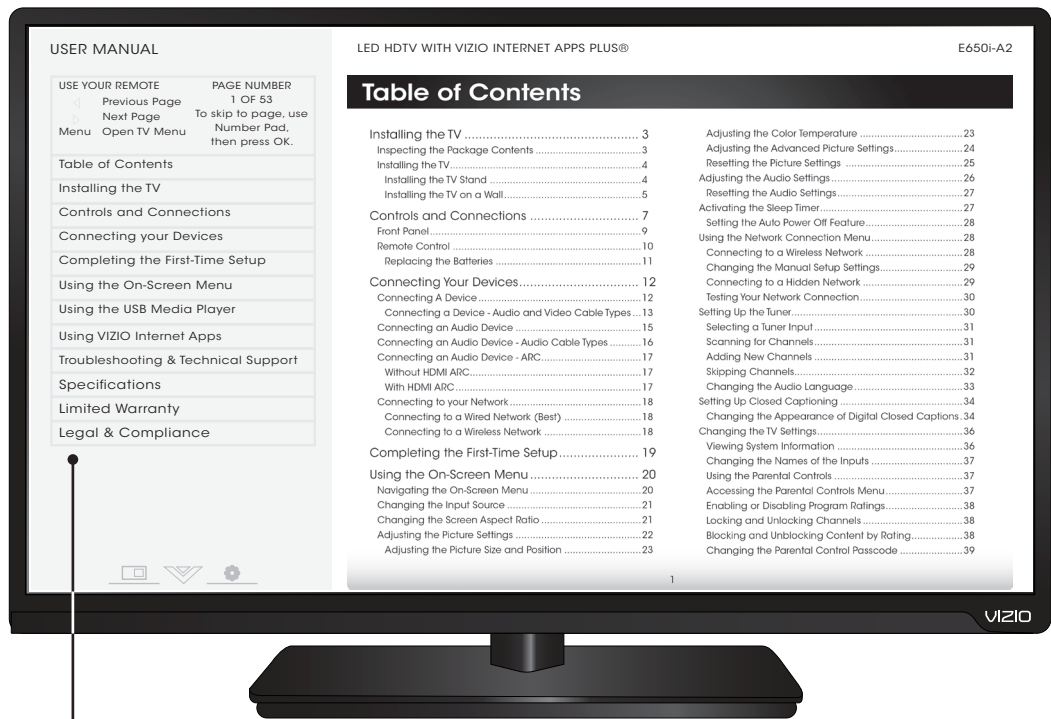 USER MANUAL
USE YOUR REMOTE
Previous Page
Next Page
Menu Open TV Menu
PAGE NUMBER
1 OF 53
To skip to page, use
Number Pad,
then press OK.
Table of Contents
Installing the TV
Controls and Connections
Connecting your Devices
Completing the First-Time Setup
Using the On-Screen Menu
Using the USB Media Player
Using VIZIO Internet Apps
Troubleshooting & Technical Support
Specifications
Limited Warranty
Legal & Compliance
LED HDTV WITH VIZIO INTERNET APPS PLUS® E650i-A2
Table of Contents
Installing the TV 3
Inspecting the Package Contents 3
Installing the TV 4
Installing the TV Stand 4
Installing the TV on a Wall 5
Controls and Connections 7
Front Panel 9
Remote Control 10
Replacing the Batteries 11
Connecting Your Devices 12
Connecting A Device 12
Connecting a Device - Audio and Video Cable Types 13
Connecting an Audio Device 15
Connecting an Audio Device - Audio Cable Types 16
Connecting an Audio Device - ARC 17
Without HDMI ARC 17
With HDMI ARC 17
Connecting to your Network 18
Connecting to a Wired Network (Best) 18
Connecting to a Wireless Network 18
Completing the First-Time Setup 19
Using the On-Screen Menu 20
Navigating the On-Screen Menu 20
Changing the Input Source 21
Changing the Screen Aspect Ratio 21
Adjusting the Picture Settings 22
Adjusting the Picture Size and Position 23
Adjusting the Color Temperature 23
Adjusting the Advanced Picture Settings 24
Resetting the Picture Settings 25
Adjusting the Audio Settings 26
Resetting the Audio Settings 27
Activating the Sleep Timer 27
Setting the Auto Power Off Feature 28
Using the Network Connection Menu 28
Connecting to a Wireless Network 28
Changing the Manual Setup Settings 29
Connecting to a Hidden Network 29
Testing Your Network Connection 30
Setting Up the Tuner 30
Selecting a Tuner Input 31
Scanning for Channels 31
Adding New Channels 31
Skipping Channels 32
Changing the Audio Language 33
Setting Up Closed Captioning 34
Changing the Appearance of Digital Closed Captions 34
Changing the TV Settings 36
Viewing System Information 36
Changing the Names of the Inputs 37
Using the Parental Controls 37
Accessing the Parental Controls Menu 37
Enabling or Disabling Program Ratings 38
Locking and Unlocking Channels 38
Blocking and Unblocking Content by Rating 38
Changing the Parental Control Passcode 39
1
VIZIO